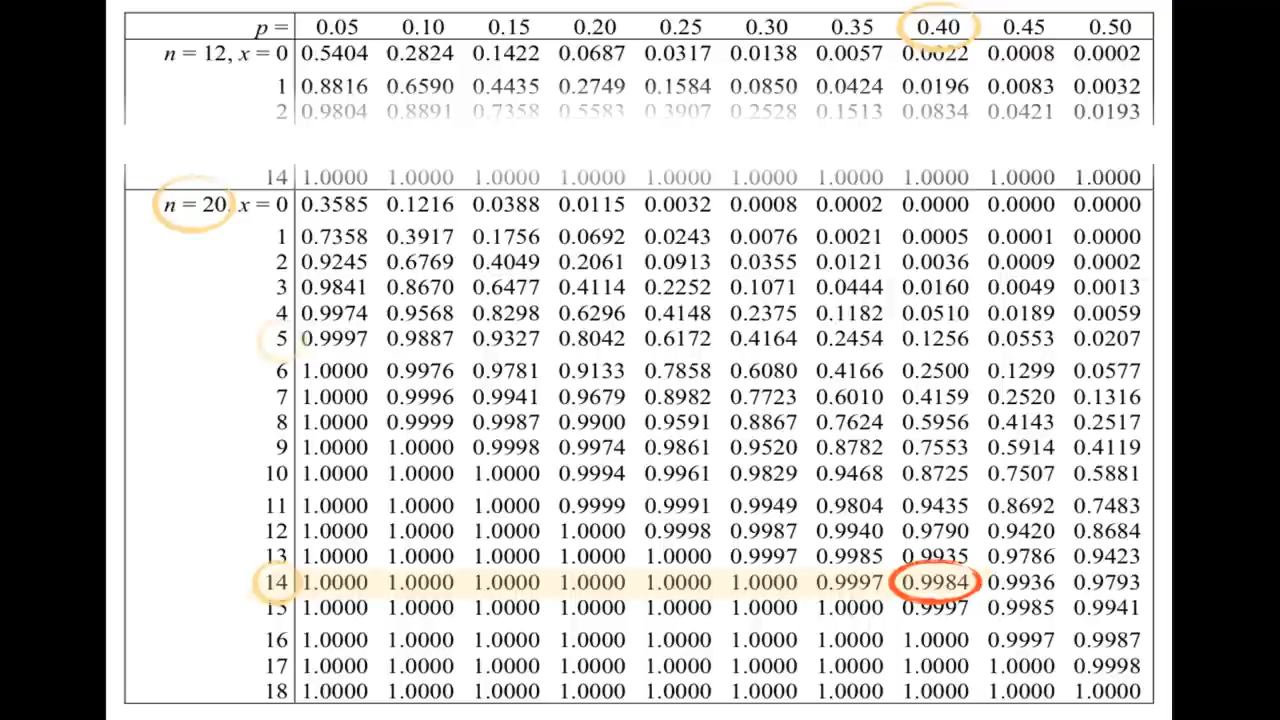 p = 0.05 0.10 0.15 0.20 0.25 0.30 0.35 0.40 0.45 0.50
n = 12, x = 0 0.5404 0.2824 0.1422 0.0687 0.0317 0.0138 0.0057 0.0022 0.0008 0.0002
1 0.8816 0.6590 0.4435 0.2749 0.1584 0.0850 0.0424 0.0196 0.0083 0.0032
2 0.9804 0.8891 0.7358 0.5583 0.3907 0.2528 0.1513 0.0834 0.0421 0.0193
14 1.0000 1.0000 1.0000 1.0000 1.0000 1.0000 1.0000 1.0000 1.0000 1.0000
n = 20, x = 0 0.3585 0.1216 0.0388 0.0115 0.0032 0.0008 0.0002 0.0000 0.0000 0.0000
1 0.7358 0.3917 0.1756 0.0692 0.0243 0.0076 0.0021 0.0005 0.0001 0.0000
2 0.9245 0.6769 0.4049 0.2061 0.0913 0.0355 0.0121 0.0036 0.0009 0.0002
3 0.9841 0.8670 0.6477 0.4114 0.2252 0.1071 0.0444 0.0160 0.0049 0.0013
4 0.9974 0.9568 0.8298 0.6296 0.4148 0.2375 0.1182 0.0510 0.0189 0.0059
5 0.9997 0.9887 0.9327 0.8042 0.6172 0.4164 0.2454 0.1256 0.0553 0.0207
6 1.0000 0.9976 0.9781 0.9133 0.7858 0.6080 0.4166 0.2500 0.1299 0.0577
7 1.0000 0.9996 0.9941 0.9679 0.8982 0.7723 0.6010 0.4159 0.2520 0.1316
8 1.0000 0.9999 0.9987 0.9900 0.9591 0.8867 0.7624 0.5956 0.4143 0.2517
9 1.0000 1.0000 0.9998 0.9974 0.9861 0.9520 0.8782 0.7553 0.5914 0.4119
10 1.0000 1.0000 1.0000 0.9994 0.9961 0.9829 0.9468 0.8725 0.7507 0.5881
11 1.0000 1.0000 1.0000 0.9999 0.9991 0.9949 0.9804 0.9435 0.8692 0.7483
12 1.0000 1.0000 1.0000 1.0000 0.9998 0.9987 0.9940 0.9790 0.9420 0.8684
13 1.0000 1.0000 1.0000 1.0000 1.0000 0.9997 0.9985 0.9935 0.9786 0.9423
14 1.0000 1.0000 1.0000 1.0000 1.0000 1.0000 0.9997 0.9984 0.9936 0.9793
15 1.0000 1.0000 1.0000 1.0000 1.0000 1.0000 1.0000 0.9997 0.9985 0.9941
16 1.0000 1.0000 1.0000 1.0000 1.0000 1.0000 1.0000 1.0000 0.9997 0.9987
17 1.0000 1.0000 1.0000 1.0000 1.0000 1.0000 1.0000 1.0000 1.0000 0.9998
18 1.0000 1.0000 1.0000 1.0000 1.0000 1.0000 1.0000 1.0000 1.0000 1.0000